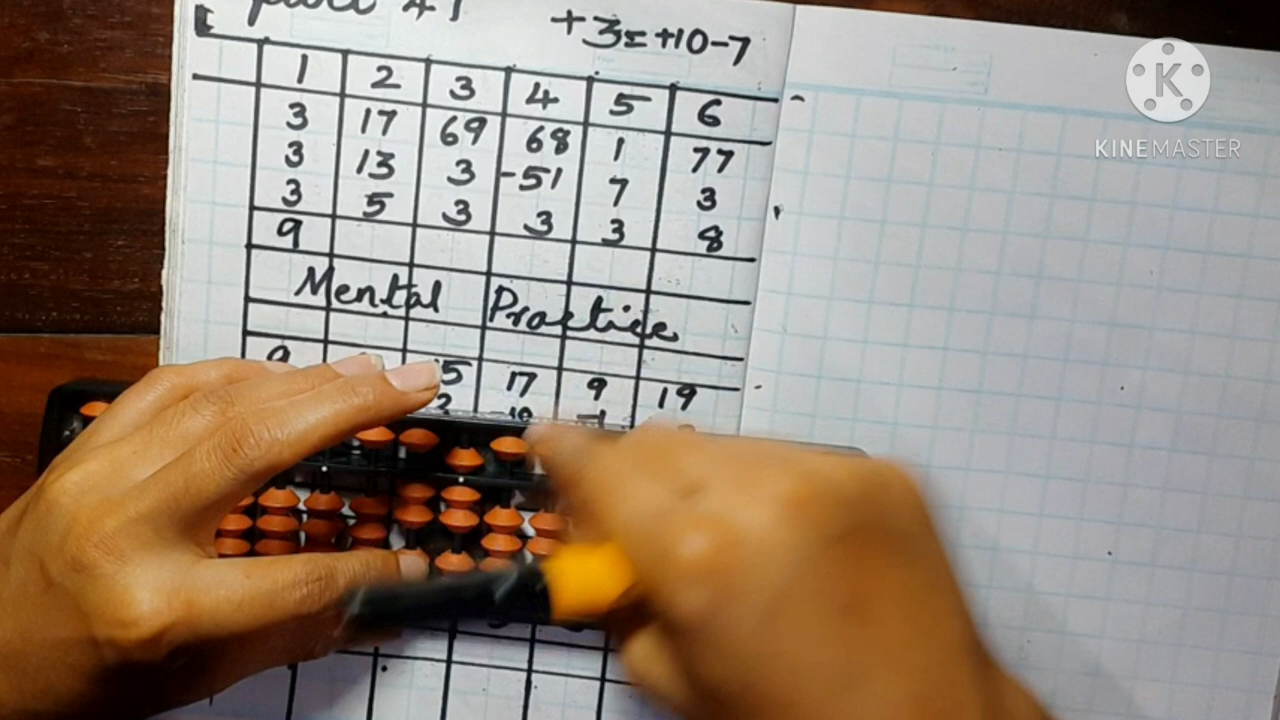 +3=+10-7
1 2 3 4 5 6
3 17 69 68 1 77
3 13 3 -51 7 3
3 5 3 3 3 8
9
Mental Practice
17 9 19
KINEMASTER